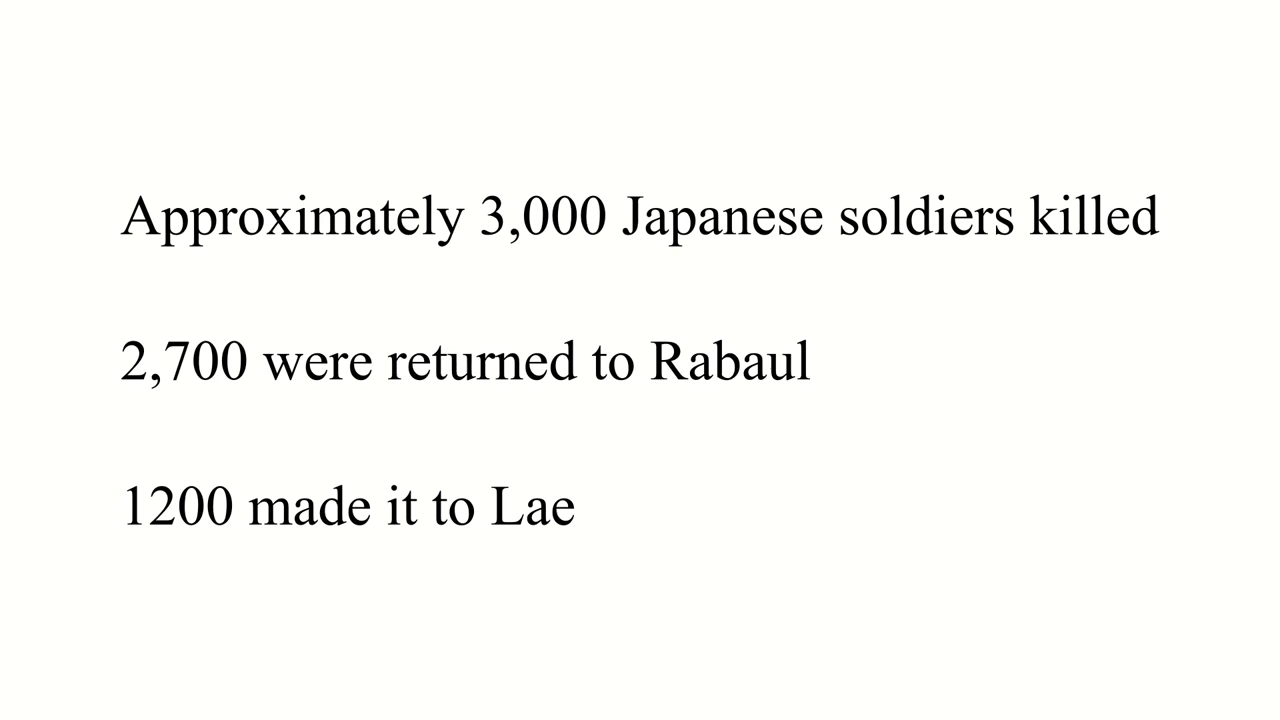 Approximately 3,000 Japanese soldiers killed
2,700 were returned to Rabaul
1200 made it to Lae